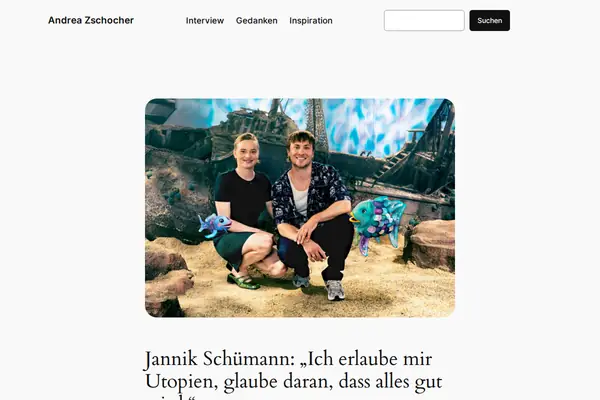 Andrea Zschocher
Interview Gedanken Inspiration
Suchen
Jannik Schümann: „Ich erlaube mir
Utopien, glaube daran, dass alles gut